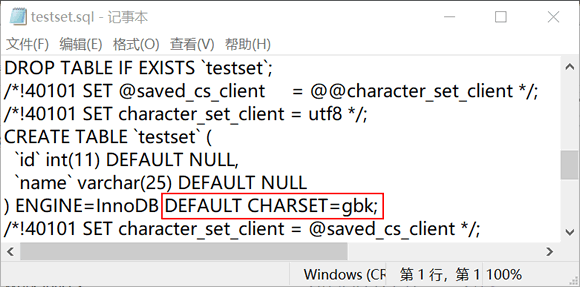 testset.sql - 记事本
文件(F) 编辑(E) 格式(O) 查看(V) 帮助(H)
DROP TABLE IF EXISTS `testset`;
/*!40101 SET @saved_cs_client     = @@character_set_client */;
/*!40101 SET character_set_client = utf8 */;
CREATE TABLE `testset` (
  `id` int(11) DEFAULT NULL,
  `name` varchar(25) DEFAULT NULL
) ENGINE=InnoDB DEFAULT CHARSET=gbk;
/*!40101 SET character_set_client = @saved_cs_client */;
Windows (CR 第 1 行，第 1 100%